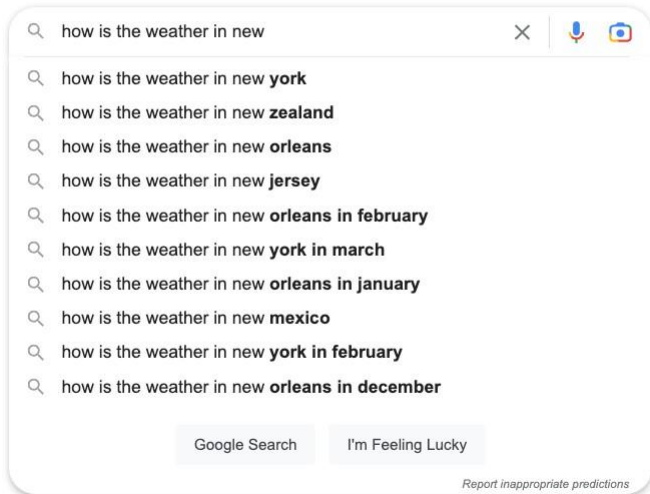 how is the weather in new
how is the weather in new york
how is the weather in new zealand
how is the weather in new orleans
how is the weather in new jersey
how is the weather in new orleans in february
how is the weather in new york in march
how is the weather in new orleans in january
how is the weather in new mexico
how is the weather in new york in february
how is the weather in new orleans in december
Google Search I'm Feeling Lucky
Report inappropriate predictions